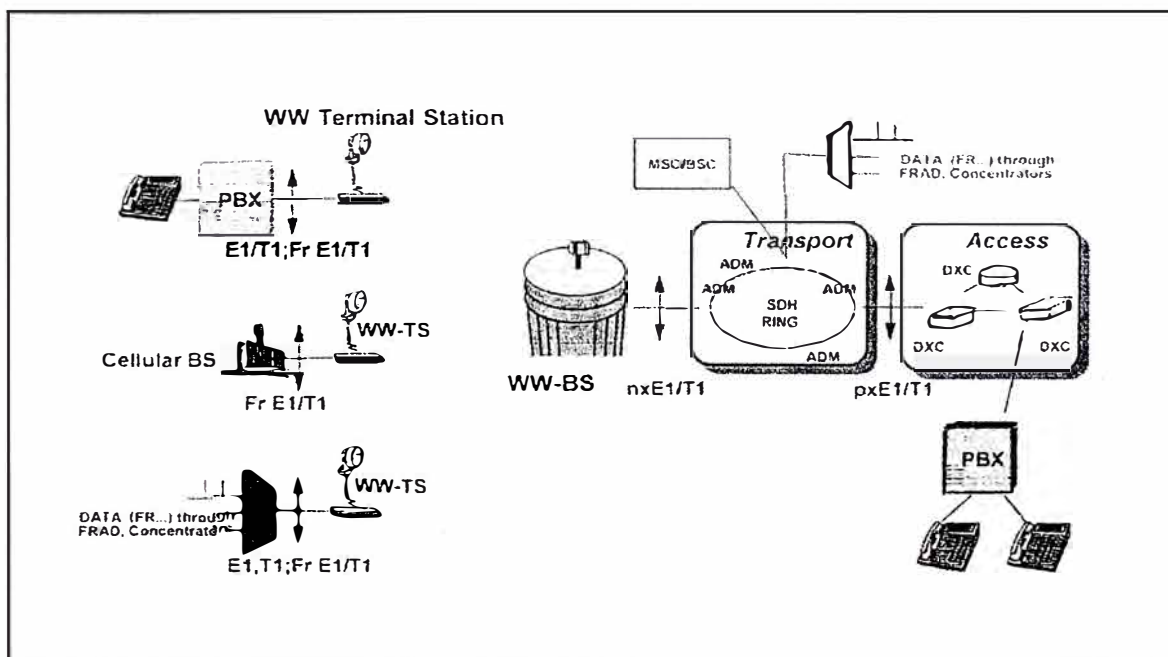 WW Terminal Station
PBX
E1/T1;Fr E1/T1
Cellular BS
WW-TS
Fr E1/T1
WW-TS
DATA (FR...) through
FRAD, Concentrate
E1,T1;Fr E1/T1
MSC/BSC
DATA (FR...) through
FRAD, Concentrators
WW-BS
nxE1/T1
Transport
ADM
ADM
ADM
SDH
RING
ADM
pxE1/T1
Access
DXC
DXC
DXC
PBX